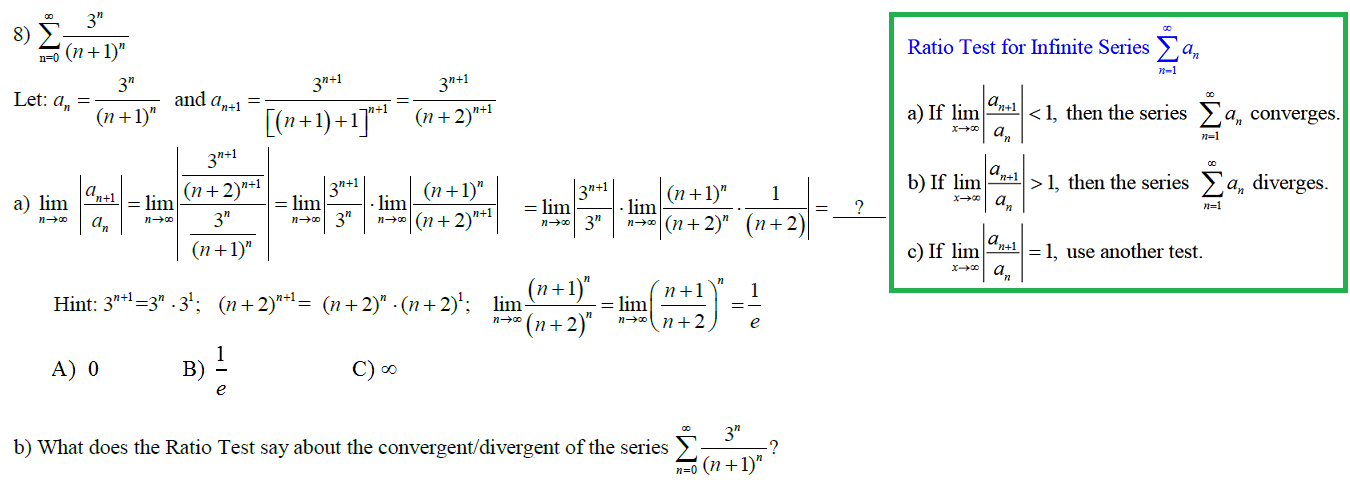 8) $\sum_{n=0}^{\infty} \frac{3^n}{(n+1)^n}$
Let: $a_n = \frac{3^n}{(n+1)^n}$ and $a_{n+1} = \frac{3^{n+1}}{[(n+1)+1]^{n+1}} = \frac{3^{n+1}}{(n+2)^{n+1}}$
a) $\lim_{n\to\infty} \left|\frac{a_{n+1}}{a_n}\right| = \lim_{n\to\infty} \left|\frac{\frac{3^{n+1}}{(n+2)^{n+1}}}{\frac{3^n}{(n+1)^n}}\right| = \lim_{n\to\infty} \left|\frac{3^{n+1}}{3^n}\right| \cdot \lim_{n\to\infty} \left|\frac{(n+1)^n}{(n+2)^{n+1}}\right| = \lim_{n\to\infty} \left|\frac{3^{n+1}}{3^n}\right| \cdot \lim_{n\to\infty} \left|\frac{(n+1)^n}{(n+2)^n} \cdot \frac{1}{(n+2)}\right| = \_\_?\_\_$
Hint: $3^{n+1} = 3^n \cdot 3^1$; $(n+2)^{n+1} = (n+2)^n \cdot (n+2)^1$; $\lim_{n\to\infty} \frac{(n+1)^n}{(n+2)^n} = \lim_{n\to\infty} \left(\frac{n+1}{n+2}\right)^n = \frac{1}{e}$
A) 0 B) $\frac{1}{e}$ C) $\infty$
b) What does the Ratio Test say about the convergent/divergent of the series $\sum_{n=0}^{\infty} \frac{3^n}{(n+1)^n}$?
Ratio Test for Infinite Series $\sum_{n=1}^{\infty} a_n$
a) If $\lim_{x\to\infty} \left|\frac{a_{n+1}}{a_n}\right| < 1$, then the series $\sum_{n=1}^{\infty} a_n$ converges.
b) If $\lim_{x\to\infty} \left|\frac{a_{n+1}}{a_n}\right| > 1$, then the series $\sum_{n=1}^{\infty} a_n$ diverges.
c) If $\lim_{x\to\infty} \left|\frac{a_{n+1}}{a_n}\right| = 1$, use another test.